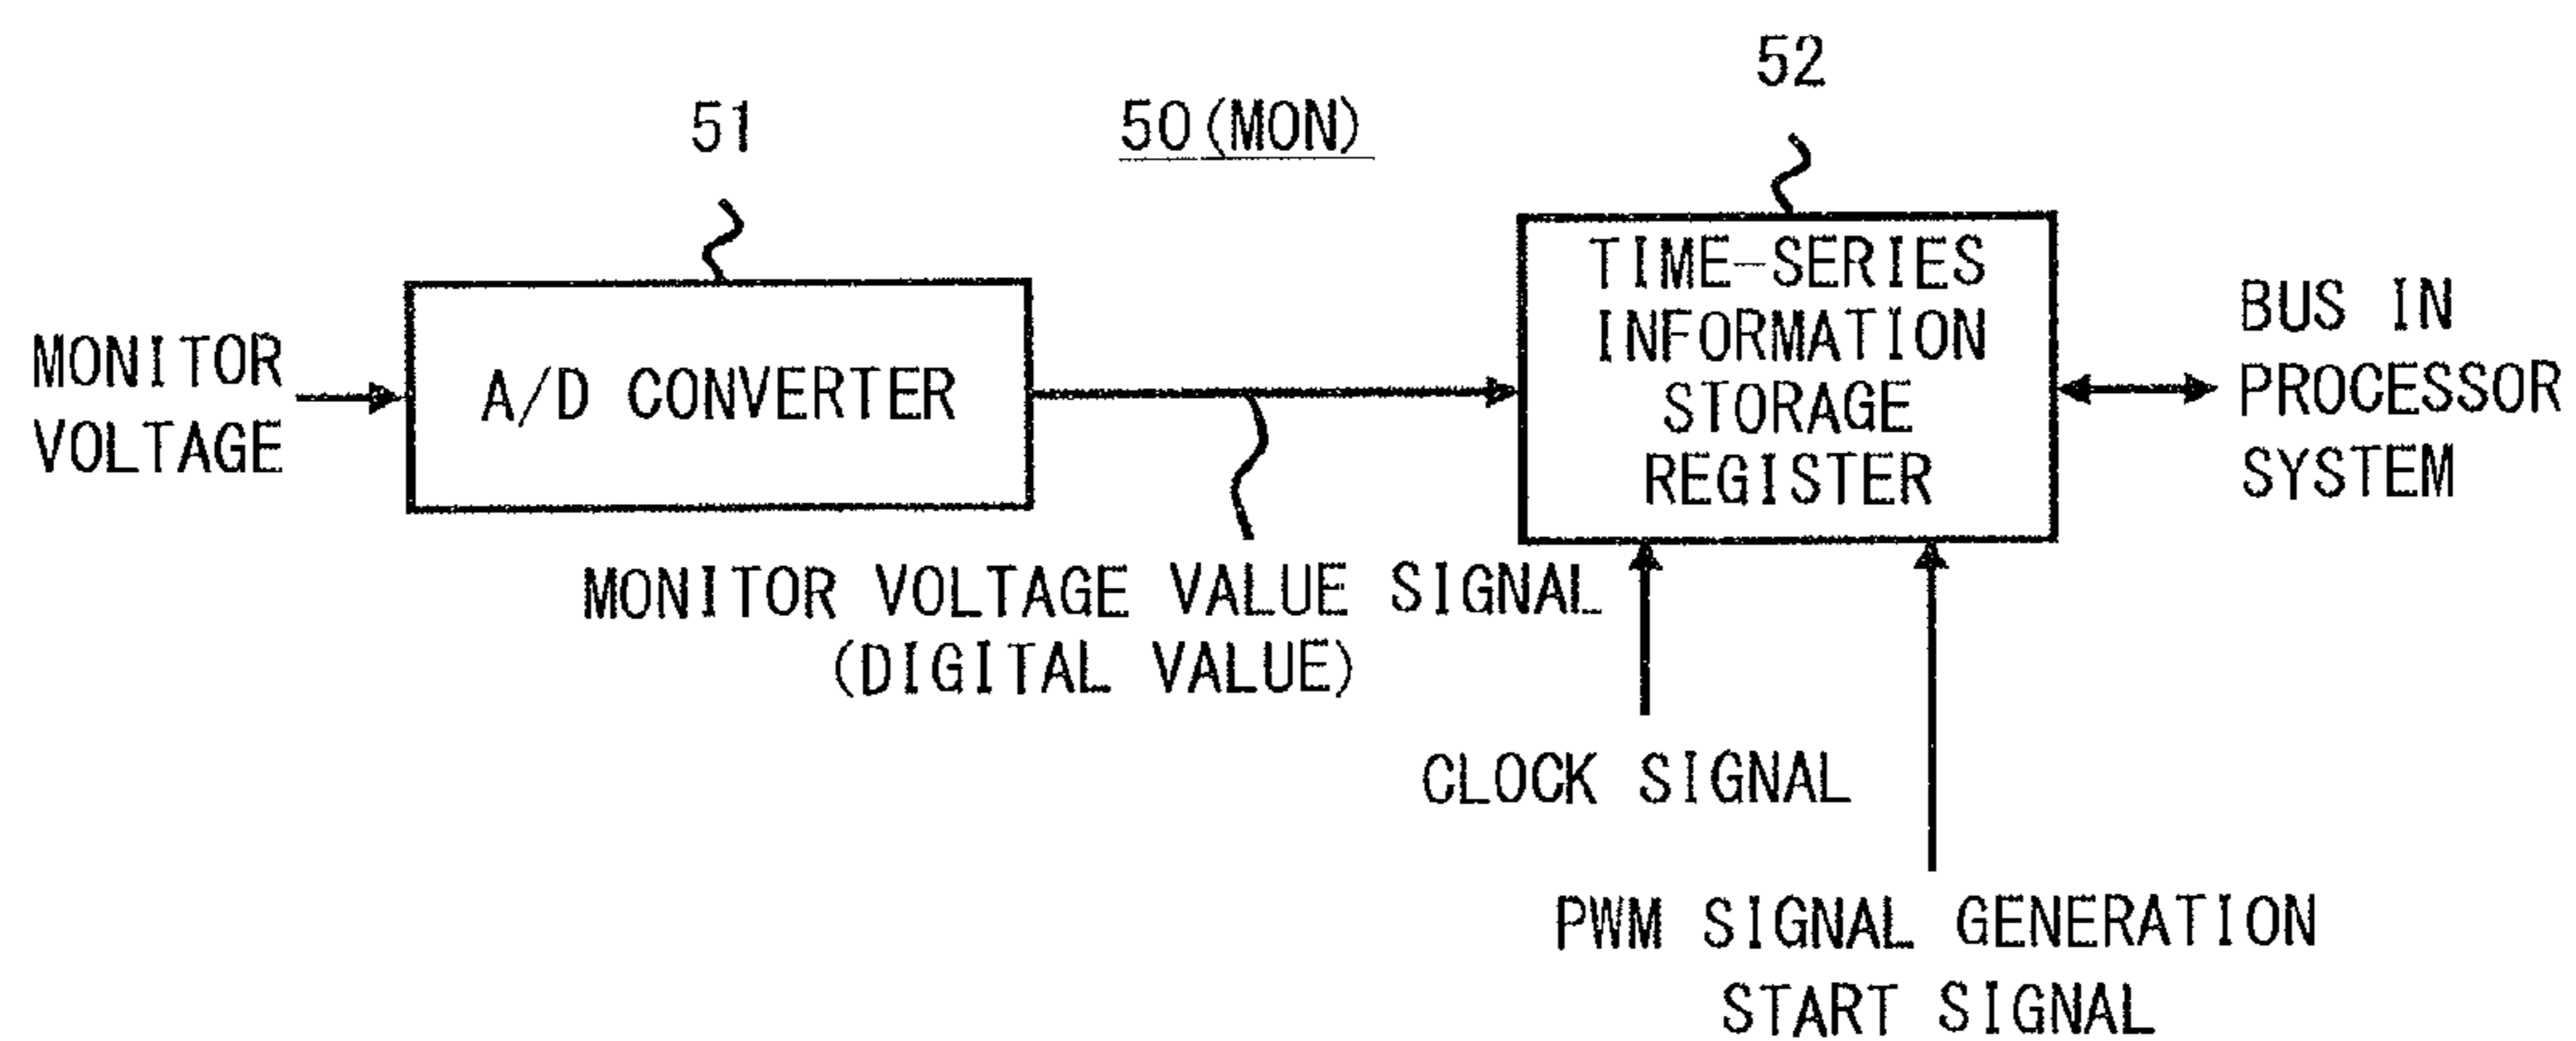 52
51
50(MON)
TIME-SERIES
INFORMATION
STORAGE
REGISTER
BUS IN
PROCESSOR
SYSTEM
MONITOR
VOLTAGE
A/D CONVERTER
MONITOR VOLTAGE VALUE SIGNAL
(DIGITAL VALUE)
CLOCK SIGNAL
PWM SIGNAL GENERATION
START SIGNAL